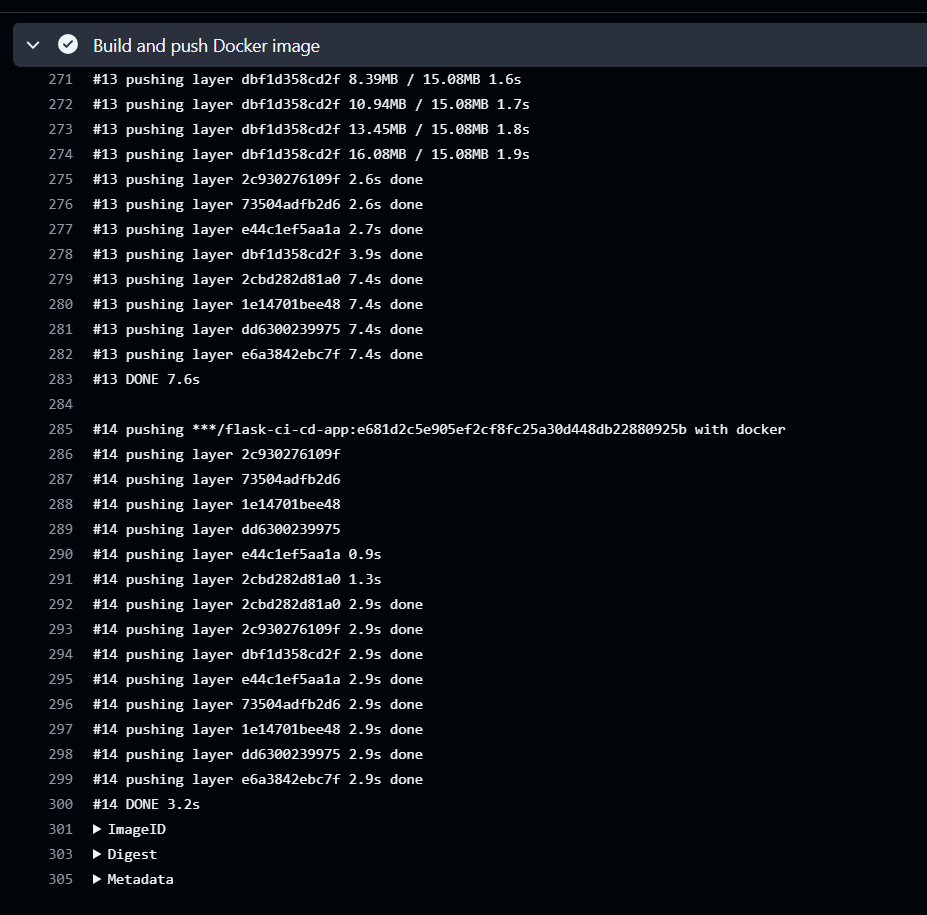 Build and push Docker image
271 #13 pushing layer dbf1d358cd2f 8.39MB / 15.08MB 1.6s
272 #13 pushing layer dbf1d358cd2f 10.94MB / 15.08MB 1.7s
273 #13 pushing layer dbf1d358cd2f 13.45MB / 15.08MB 1.8s
274 #13 pushing layer dbf1d358cd2f 16.08MB / 15.08MB 1.9s
275 #13 pushing layer 2c930276109f 2.6s done
276 #13 pushing layer 73504adfb2d6 2.6s done
277 #13 pushing layer e44c1ef5aa1a 2.7s done
278 #13 pushing layer dbf1d358cd2f 3.9s done
279 #13 pushing layer 2cbd282d81a0 7.4s done
280 #13 pushing layer 1e14701bee48 7.4s done
281 #13 pushing layer dd6300239975 7.4s done
282 #13 pushing layer e6a3842ebc7f 7.4s done
283 #13 DONE 7.6s
284
285 #14 pushing ***/flask-ci-cd-app:e681d2c5e905ef2cf8fc25a30d448db22880925b with docker
286 #14 pushing layer 2c930276109f
287 #14 pushing layer 73504adfb2d6
288 #14 pushing layer 1e14701bee48
289 #14 pushing layer dd6300239975
290 #14 pushing layer e44c1ef5aa1a 0.9s
291 #14 pushing layer 2cbd282d81a0 1.3s
292 #14 pushing layer 2cbd282d81a0 2.9s done
293 #14 pushing layer 2c930276109f 2.9s done
294 #14 pushing layer dbf1d358cd2f 2.9s done
295 #14 pushing layer e44c1ef5aa1a 2.9s done
296 #14 pushing layer 73504adfb2d6 2.9s done
297 #14 pushing layer 1e14701bee48 2.9s done
298 #14 pushing layer dd6300239975 2.9s done
299 #14 pushing layer e6a3842ebc7f 2.9s done
300 #14 DONE 3.2s
301 ▶ ImageID
303 ▶ Digest
305 ▶ Metadata